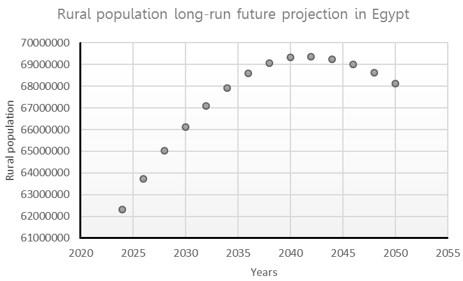 Rural population long-run future projection in Egypt
Rural population
70000000
69000000
68000000
67000000
66000000
65000000
64000000
63000000
62000000
61000000
2020 2025 2030 2035 2040 2045 2050 2055
Years